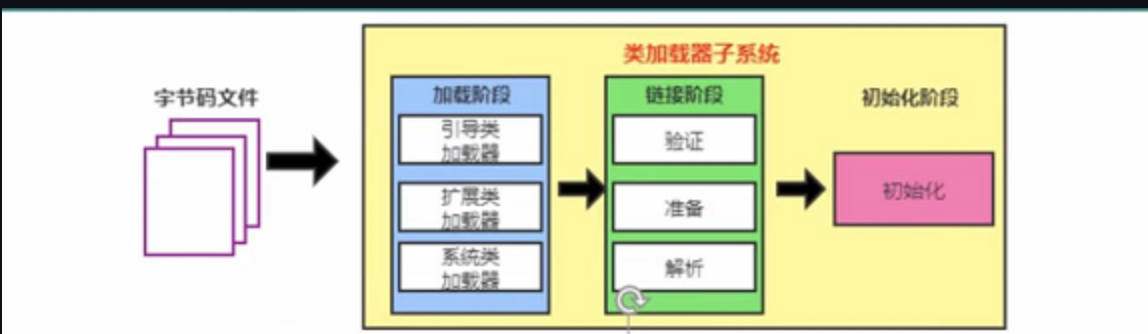 类加载器子系统
字节码文件
加载阶段
引导类
加载器
扩展类
加载器
系统类
加载器
链接阶段
验证
准备
解析
初始化阶段
初始化